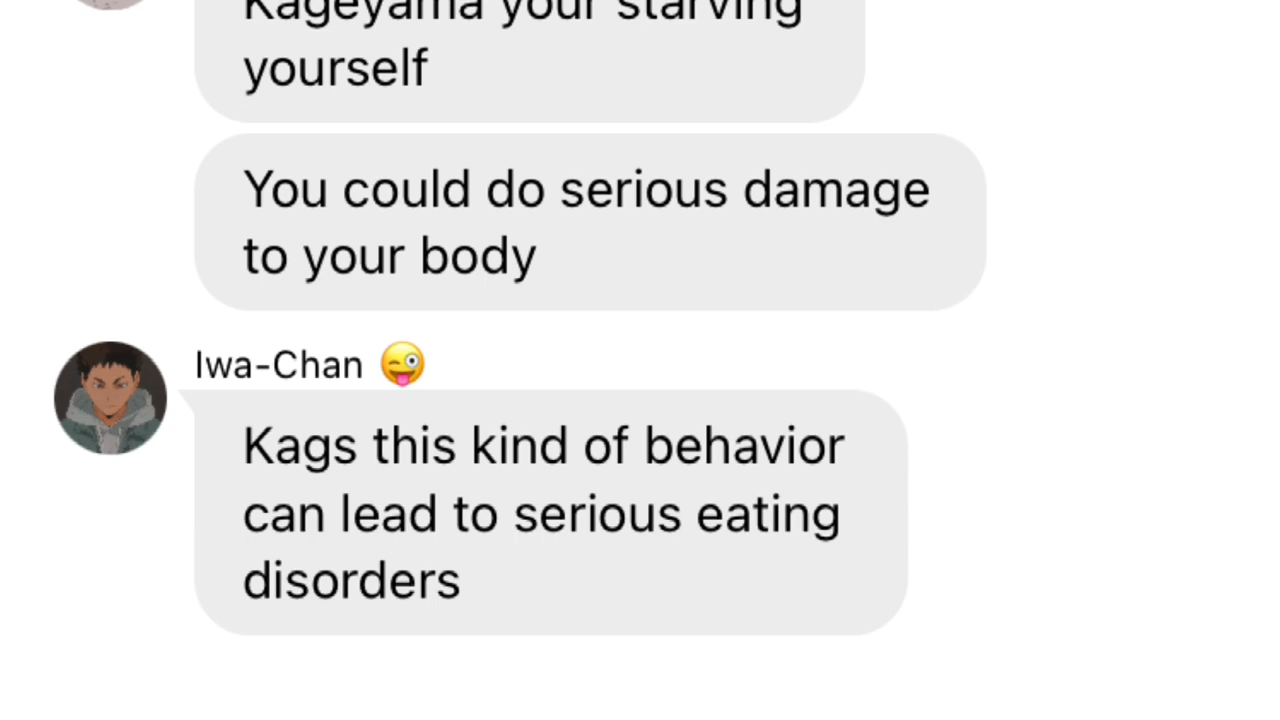 Kageyama your starving
yourself
You could do serious damage
to your body
Iwa-Chan 😜
Kags this kind of behavior
can lead to serious eating
disorders